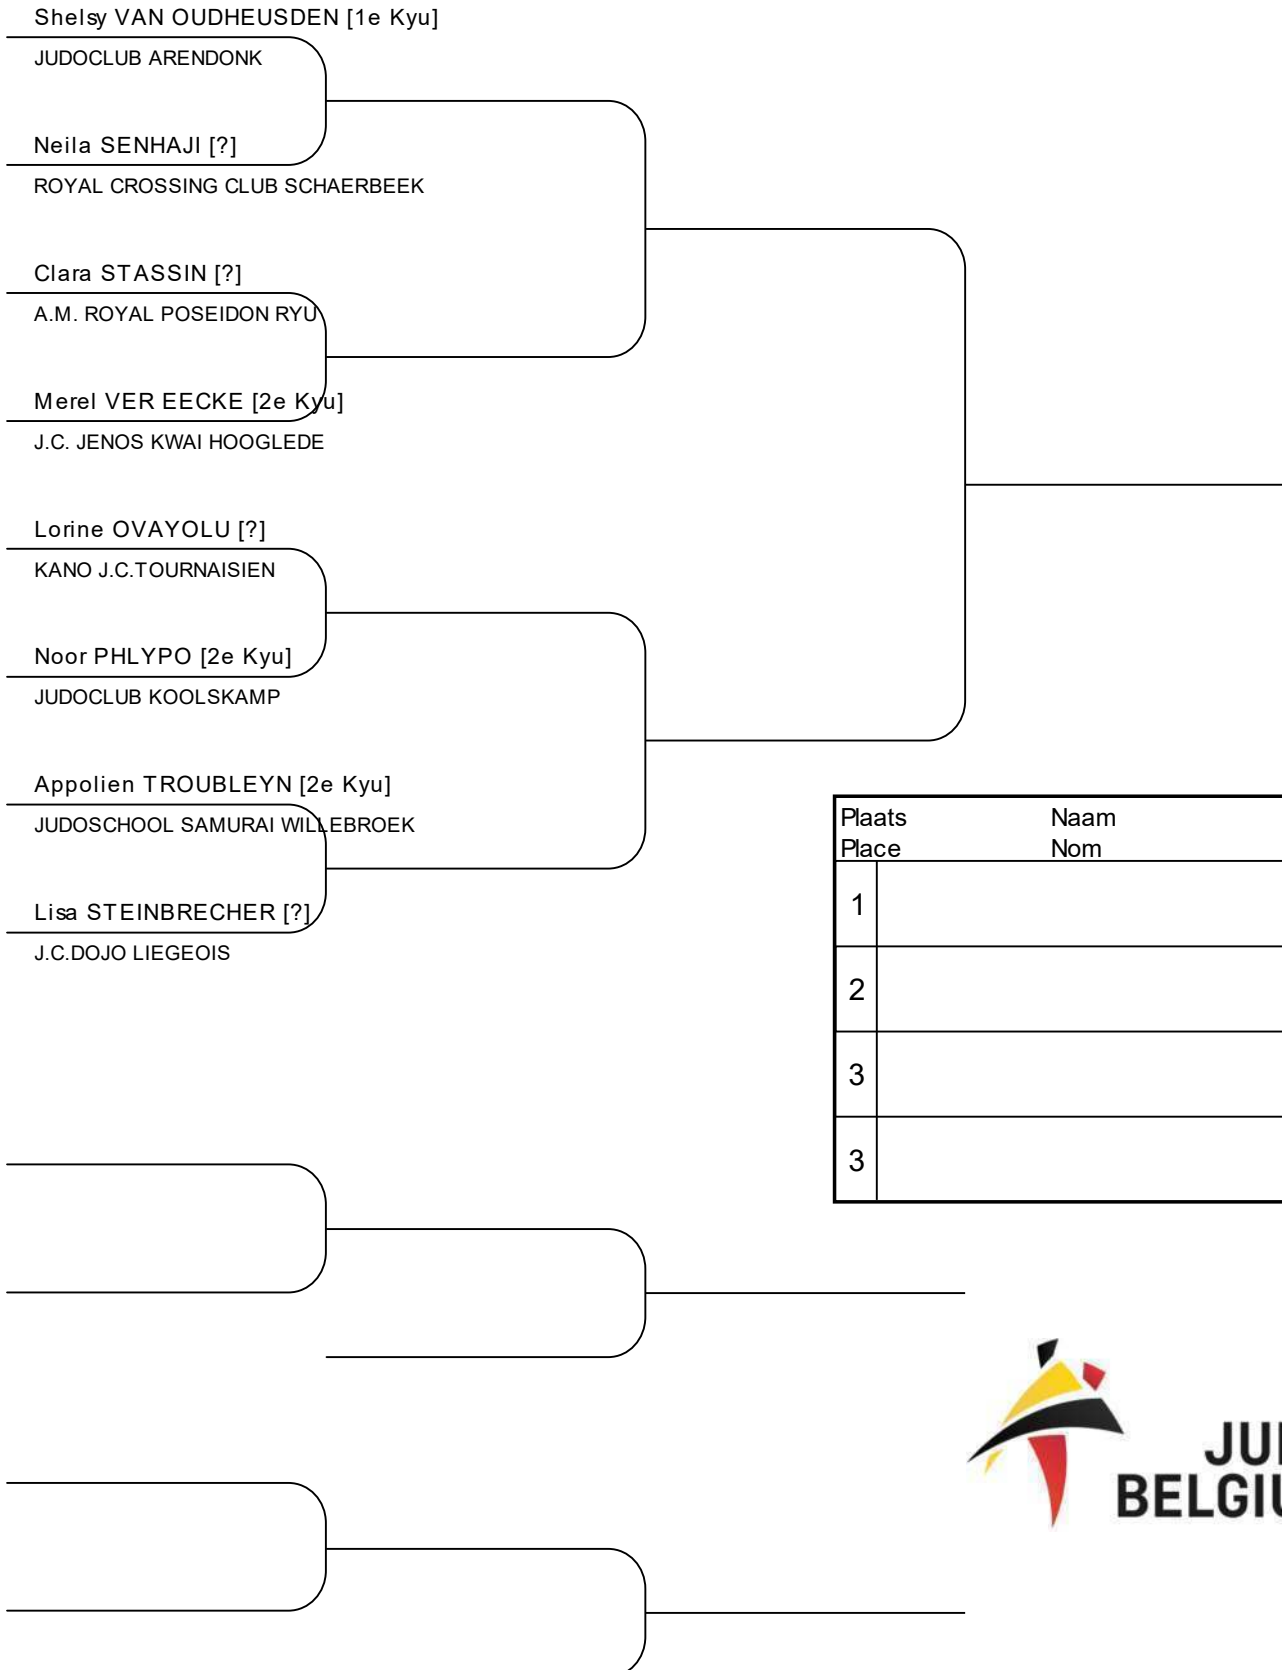 Shelsy VAN OUDHEUSDEN [1e Kyu]
JUDOCLUB ARENDONK
Neila SENHAJI [?]
ROYAL CROSSING CLUB SCHAERBEEK
Clara STASSIN [?]
A.M. ROYAL POSEIDON RYU
Merel VER EECKE [2e Kyu]
J.C. JENOS KWAI HOOGLEDE
Lorine OVAYOLU [?]
KANO J.C.TOURNAISIEN
Noor PHLYPO [2e Kyu]
JUDOCLUB KOOLSKAMP
Appolien TROUBLEYN [2e Kyu]
JUDOSCHOOL SAMURAI WILLEBROEK
Lisa STEINBRECHER [?]
J.C.DOJO LIEGEOIS
Plaats Naam
Place Nom
1
2
3
3